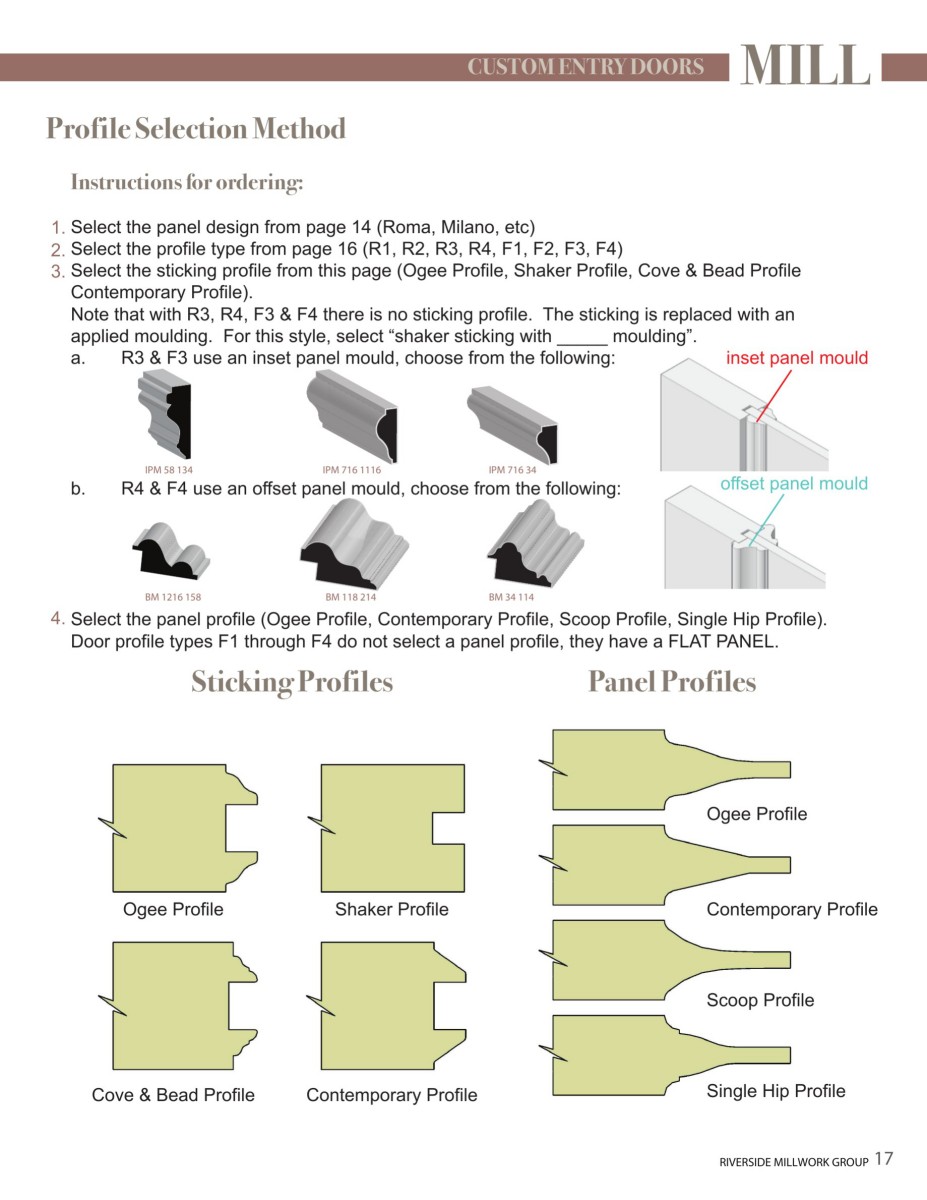 CUSTOM ENTRY DOORS MILL
Profile Selection Method
Instructions for ordering:
1. Select the panel design from page 14 (Roma, Milano, etc)
2. Select the profile type from page 16 (R1, R2, R3, R4, F1, F2, F3, F4)
3. Select the sticking profile from this page (Ogee Profile, Shaker Profile, Cove & Bead Profile
Contemporary Profile).
Note that with R3, R4, F3 & F4 there is no sticking profile. The sticking is replaced with an
applied moulding. For this style, select “shaker sticking with _____ moulding”.
a. R3 & F3 use an inset panel mould, choose from the following:
inset panel mould
IPM 58 134 IPM 716 1116 IPM 716 34
b. R4 & F4 use an offset panel mould, choose from the following:
offset panel mould
BM 1216 158 BM 118 214 BM 34 114
4. Select the panel profile (Ogee Profile, Contemporary Profile, Scoop Profile, Single Hip Profile).
Door profile types F1 through F4 do not select a panel profile, they have a FLAT PANEL.
Sticking Profiles
Ogee Profile Shaker Profile
Cove & Bead Profile Contemporary Profile
Panel Profiles
Ogee Profile
Contemporary Profile
Scoop Profile
Single Hip Profile
RIVERSIDE MILLWORK GROUP 17